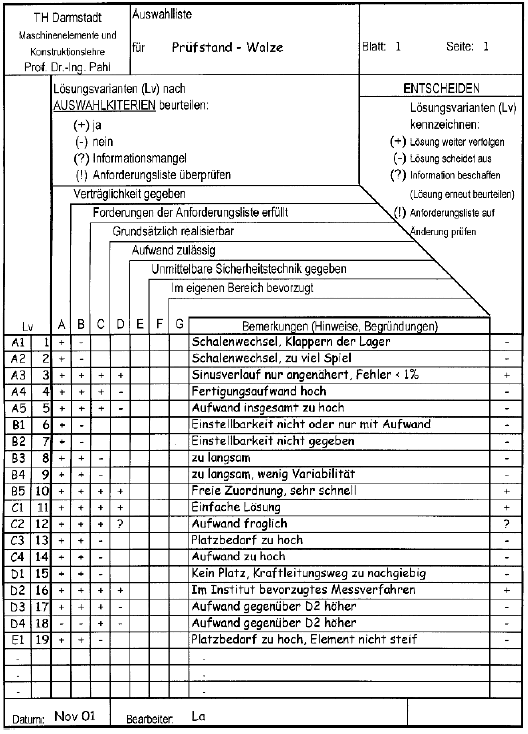 TH Darmstadt
Maschinenelemente und
Konstruktionslehre
Prof. Dr.-Ing. Pahl
Auswahlliste
für Prüfstand - Walze
Blatt: 1 Seite: 1
Lösungsvarianten (Lv) nach
AUSWAHLKITERIEN beurteilen:
(+) ja
(-) nein
(?) Informationsmangel
(!) Anforderungsliste überprüfen
ENTSCHEIDEN
Lösungsvarianten (Lv)
kennzeichnen:
(+) Lösung weiter verfolgen
(-) Lösung scheidet aus
(?) Information beschaffen
(Lösung erneut beurteilen)
(!) Anforderungsliste auf
Änderung prüfen
Verträglichkeit gegeben
Forderungen der Anforderungsliste erfüllt
Grundsätzlich realisierbar
Aufwand zulässig
Unmittelbare Sicherheitstechnik gegeben
Im eigenen Bereich bevorzugt
Lv A B C D E F G Bemerkungen (Hinweise, Begründungen)
A1 1 + - Schalenwechsel, Klappern der Lager -
A2 2 + - Schalenwechsel, zu viel Spiel -
A3 3 + + + + Sinusverlauf nur angenähert, Fehler < 1% +
A4 4 + + + - Fertigungsaufwand hoch -
A5 5 + + + - Aufwand insgesamt zu hoch -
B1 6 + - Einstellbarkeit nicht oder nur mit Aufwand -
B2 7 + - Einstellbarkeit nicht gegeben -
B3 8 + + - zu langsam -
B4 9 + + - zu langsam, wenig Variabilität -
B5 10 + + + + Freie Zuordnung, sehr schnell +
C1 11 + + + + Einfache Lösung +
C2 12 + + + ? Aufwand fraglich ?
C3 13 + + - Platzbedarf zu hoch -
C4 14 + + - Aufwand zu hoch -
D1 15 + + - Kein Platz, Kraftleitungsweg zu nachgiebig -
D2 16 + + + + Im Institut bevorzugtes Messverfahren +
D3 17 + + + - Aufwand gegenüber D2 höher -
D4 18 - - + - Aufwand gegenüber D2 höher -
E1 19 + + - Platzbedarf zu hoch, Element nicht steif -
Datum: Nov 01 Bearbeiter: La